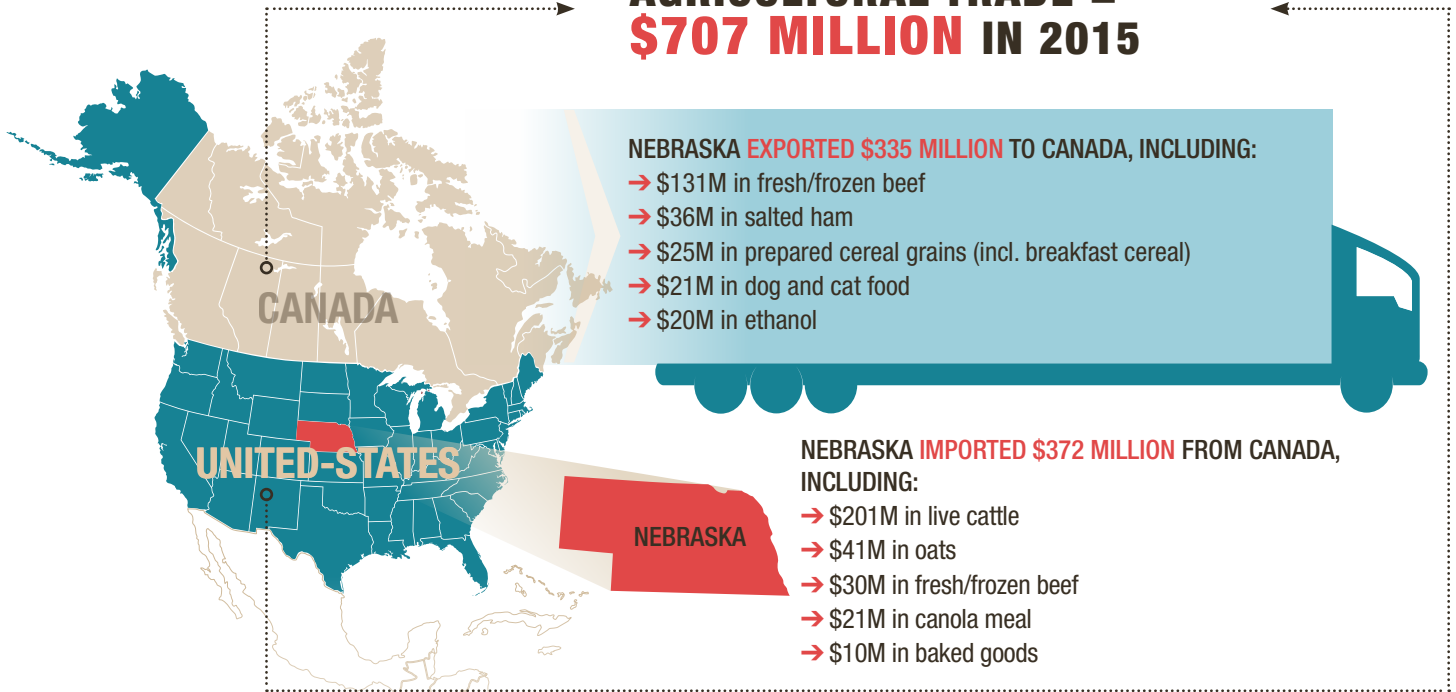 AGRICULTURAL TRADE =
$707 MILLION IN 2015
NEBRASKA EXPORTED $335 MILLION TO CANADA, INCLUDING:
→ $131M in fresh/frozen beef
→ $36M in salted ham
→ $25M in prepared cereal grains (incl. breakfast cereal)
→ $21M in dog and cat food
→ $20M in ethanol
CANADA
UNITED-STATES
NEBRASKA
NEBRASKA IMPORTED $372 MILLION FROM CANADA,
INCLUDING:
→ $201M in live cattle
→ $41M in oats
→ $30M in fresh/frozen beef
→ $21M in canola meal
→ $10M in baked goods